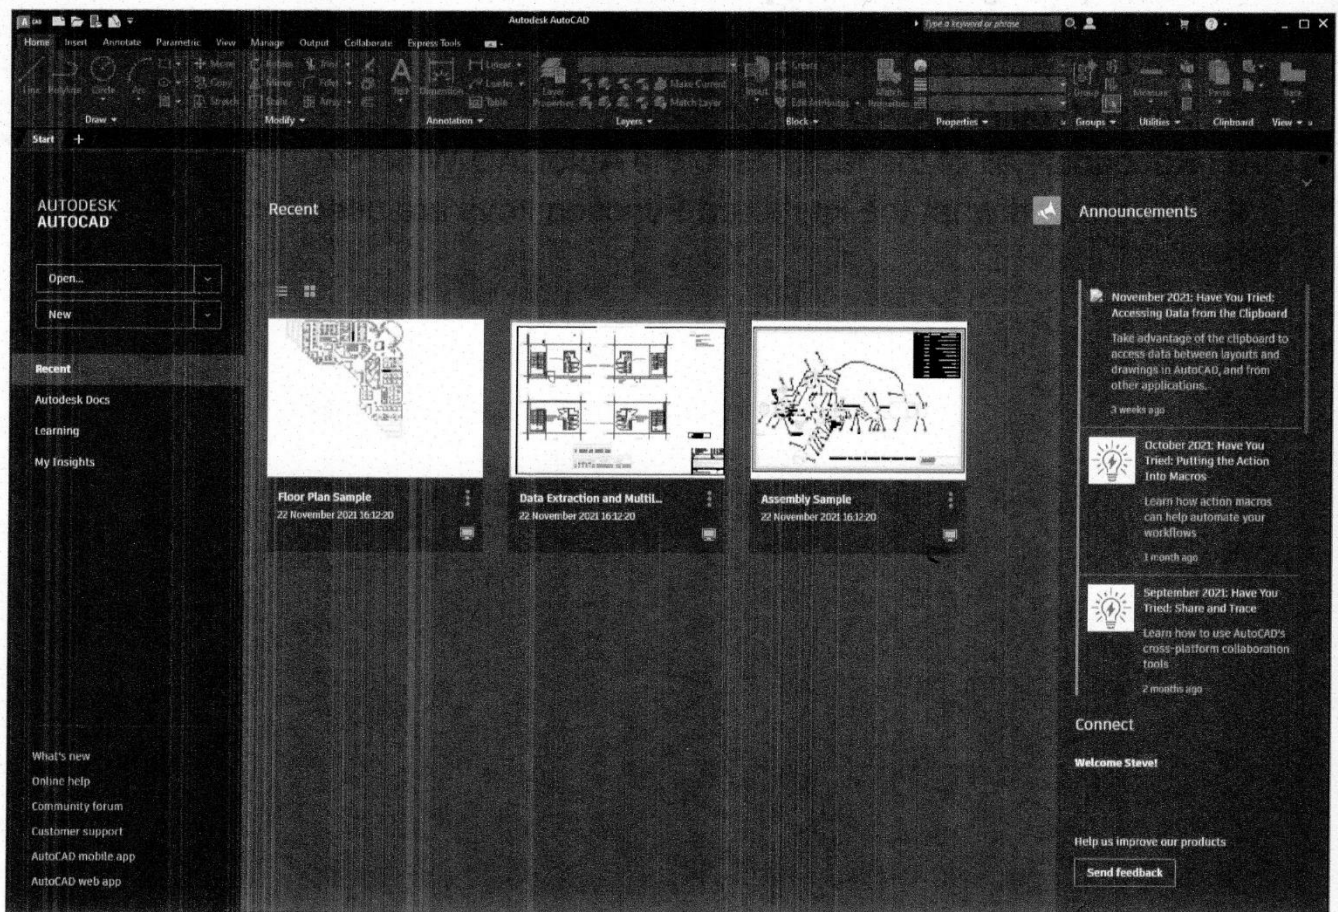 CAD
Autodesk AutoCAD
Type a keyword or phrase
Home Insert Annotate Parametric View Manage Output Collaborate Express Tools
Line Polyline Circle Arc
Move
Copy
Stretch
Mirror
Scale
Fillet
Array
Text Dimension
Linear
Leader
Table
Layer
Properties
Make Current
Match Layer
Insert
Create
Edit
Edit Attributes
Match
Properties
Group
Measure
Paste
Base
Draw Modify Annotation Layers Block Properties Groups Utilities Clipboard View
Start
AUTODESK
AUTOCAD
Open...
New
Recent
Autodesk Docs
Learning
My Insights
What's new
Online help
Community forum
Customer support
AutoCAD mobile app
AutoCAD web app
Recent
Floor Plan Sample
22 November 2021 16:12:20
Data Extraction and Multil...
22 November 2021 16:12:20
Assembly Sample
22 November 2021 16:12:20
Announcements
November 2021: Have You Tried:
Accessing Data from the Clipboard
Take advantage of the clipboard to
access data between layouts and
drawings in AutoCAD, and from
other applications..
3 weeks ago
October 2021: Have You
Tried: Putting the Action
Into Macros
Learn how action macros
can help automate your
workflows
1 month ago
September 2021: Have You
Tried: Share and Trace
Learn how to use AutoCAD's
cross-platform collaboration
tools
2 months ago
Connect
Welcome Steve!
Help us improve our products
Send feedback